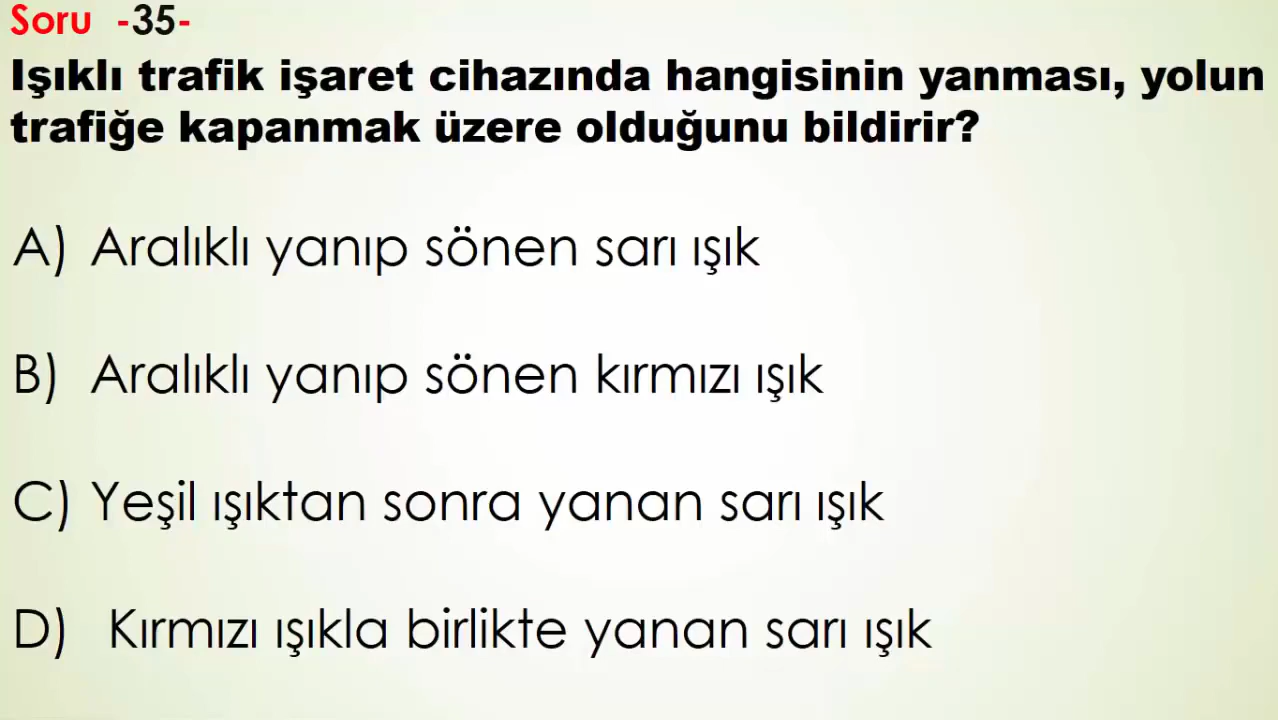 Soru -35-
Işıklı trafik işaret cihazında hangisinin yanması, yolun
trafiğe kapanmak üzere olduğunu bildirir?
A) Aralıklı yanıp sönen sarı ışık
B) Aralıklı yanıp sönen kırmızı ışık
C) Yeşil ışıktan sonra yanan sarı ışık
D) Kırmızı ışıkla birlikte yanan sarı ışık